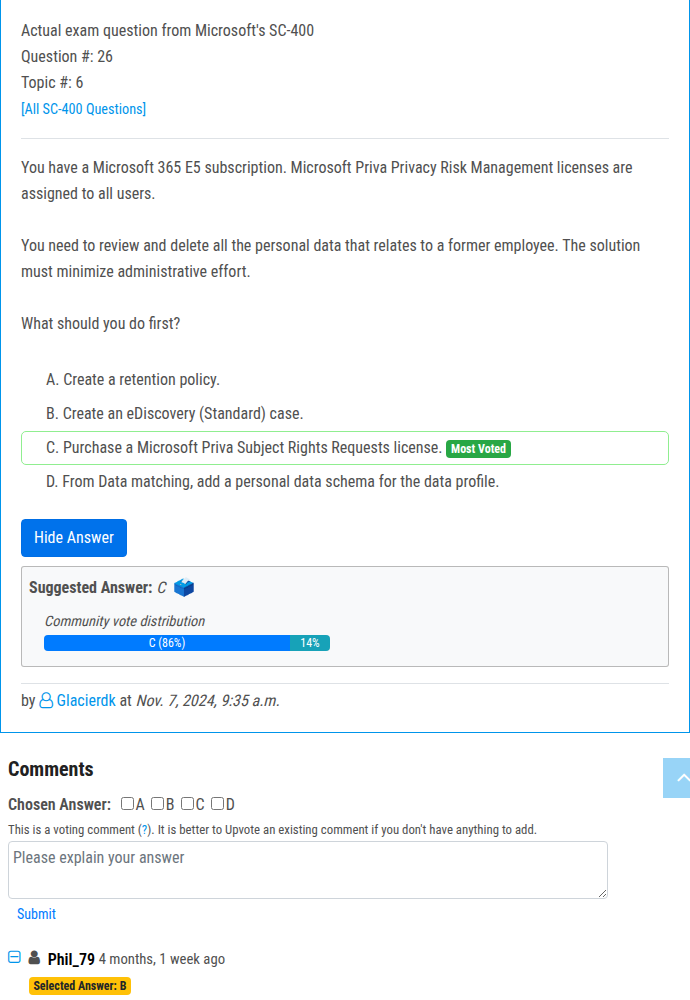 Actual exam question from Microsoft's SC-400
Question #: 26
Topic #: 6
[All SC-400 Questions]
You have a Microsoft 365 E5 subscription. Microsoft Priva Privacy Risk Management licenses are
assigned to all users.
You need to review and delete all the personal data that relates to a former employee. The solution
must minimize administrative effort.
What should you do first?
A. Create a retention policy.
B. Create an eDiscovery (Standard) case.
C. Purchase a Microsoft Priva Subject Rights Requests license. Most Voted
D. From Data matching, add a personal data schema for the data profile.
Hide Answer
Suggested Answer: C
Community vote distribution
C (86%) 14%
by Glacierdk at Nov. 7, 2024, 9:35 a.m.
Comments
Chosen Answer: A B C D
This is a voting comment (?). It is better to Upvote an existing comment if you don't have anything to add.
Please explain your answer
Submit
Phil_79 4 months, 1 week ago
Selected Answer: B